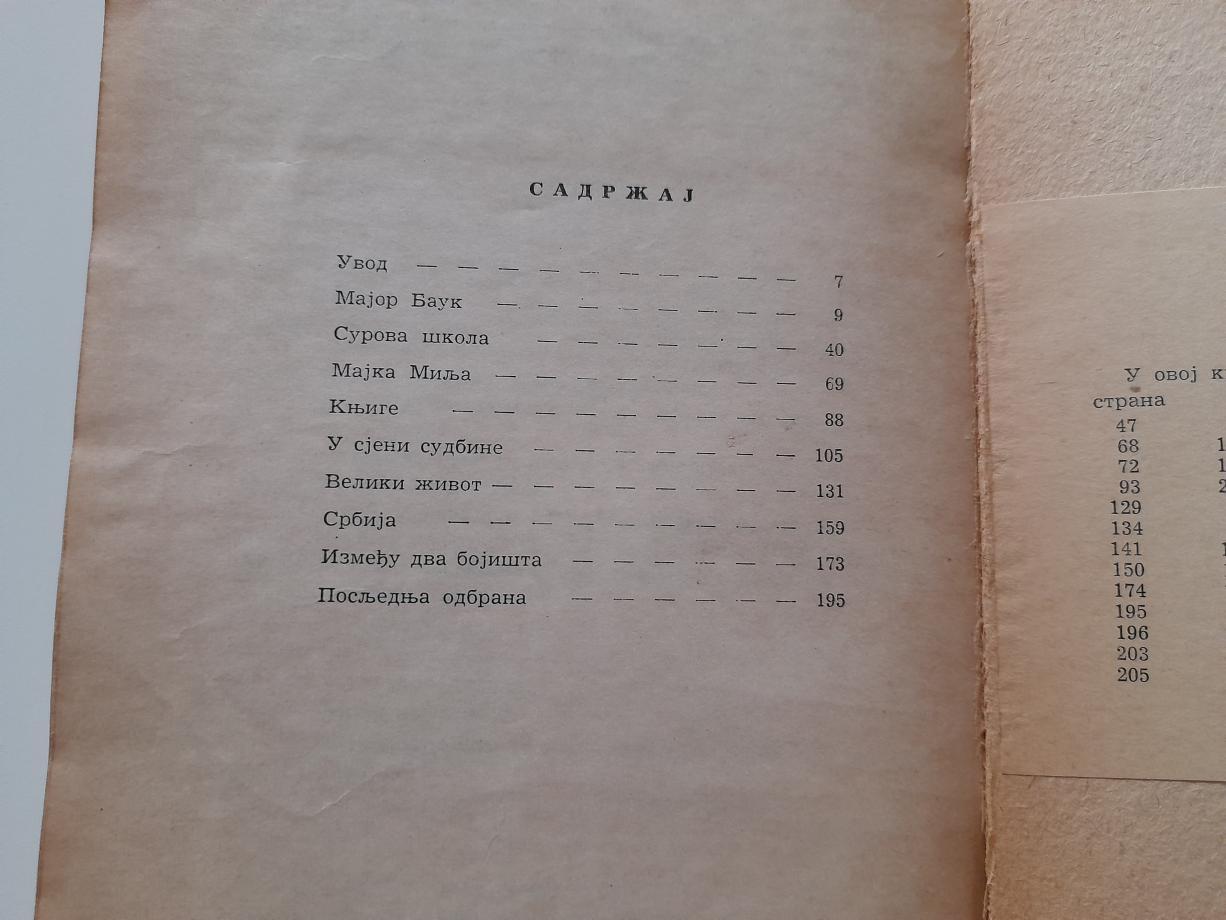 САДРЖАЈ
Увод — — — — — — — — — — 7
Мајор Баук — — — — — — — — 9
Сурова школа — — — — — — — 40
Мајка Миља — — — — — — — — 69
Књиге — — — — — — — — — 88
У сјени судбине — — — — — — — 105
Велики живот — — — — — — — — 131
Србија — — — — — — — — — 159
Између два бојишта — — — — — — 173
Посљедња одбрана — — — — — — 195
У овој
страна
47
68
72
93
129
134
141
150
174
195
196
203
205